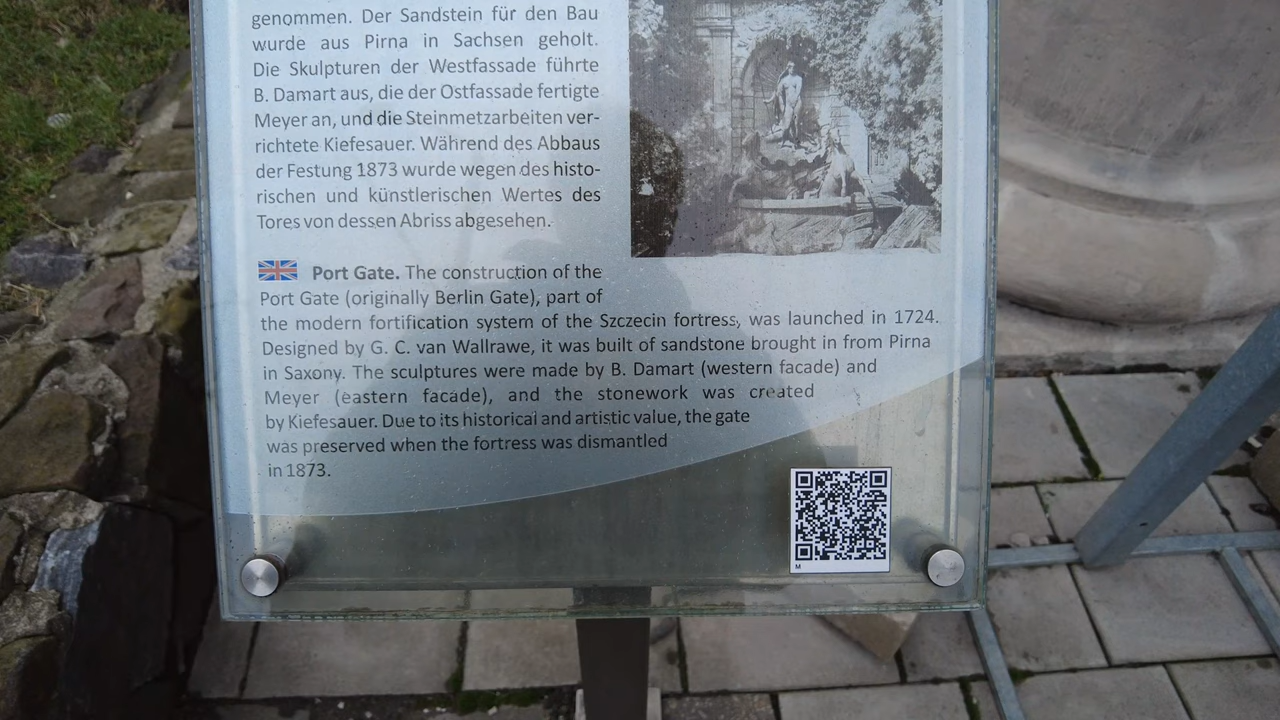 genommen. Der Sandstein für den Bau
wurde aus Pirna in Sachsen geholt.
Die Skulpturen der Westfassade führte
B. Damart aus, die der Ostfassade fertigte
Meyer an, und die Steinmetzarbeiten ver-
richtete Kiefesauer. Während des Abbaus
der Festung 1873 wurde wegen des histo-
rischen und künstlerischen Wertes des
Tores von dessen Abriss abgesehen.
Port Gate. The construction of the
Port Gate (originally Berlin Gate), part of
the modern fortification system of the Szczecin fortress, was launched in 1724.
Designed by G. C. van Wallrawe, it was built of sandstone brought in from Pirna
in Saxony. The sculptures were made by B. Damart (western facade) and
Meyer (eastern facade), and the stonework was created
by Kiefesauer. Due to its historical and artistic value, the gate
was preserved when the fortress was dismantled
in 1873.
M